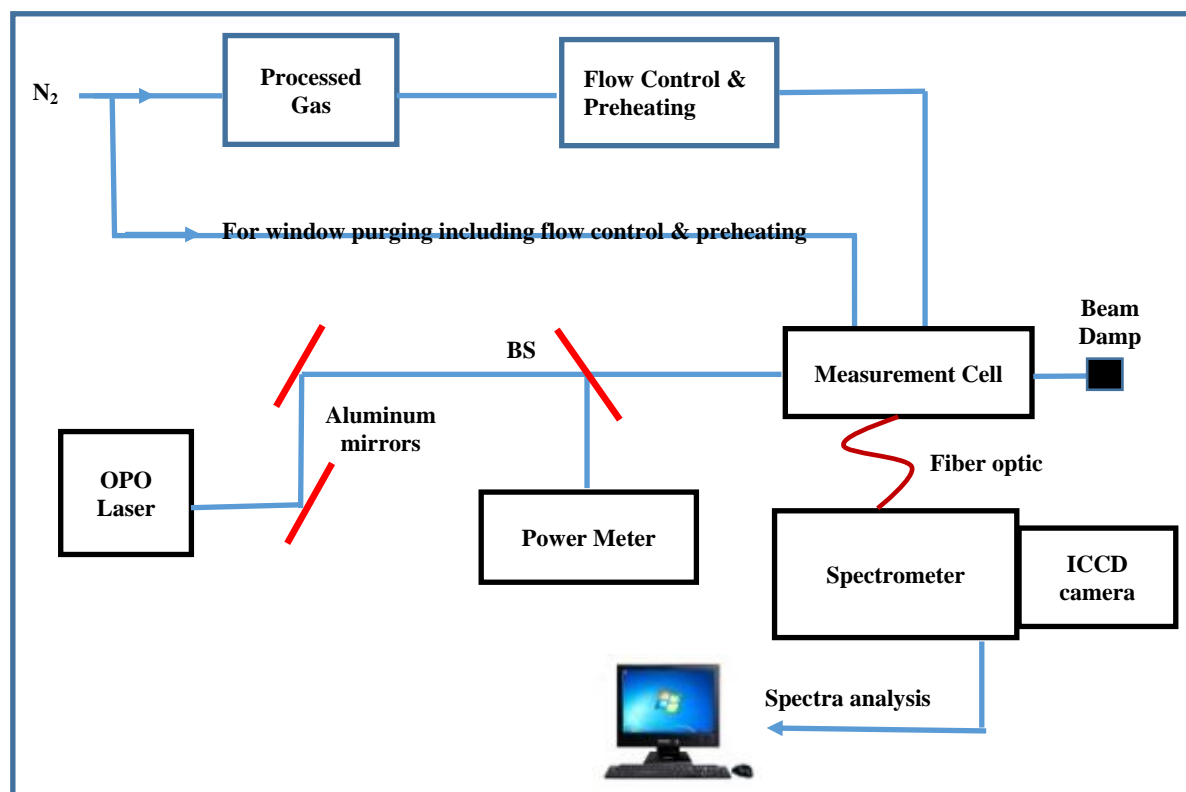 N₂
Processed
Gas
Flow Control &
Preheating
For window purging including flow control & preheating
Beam
Damp
BS
Measurement Cell
Aluminum
mirrors
OPO
Laser
Fiber optic
Power Meter
Spectrometer
ICCD
camera
Spectra analysis